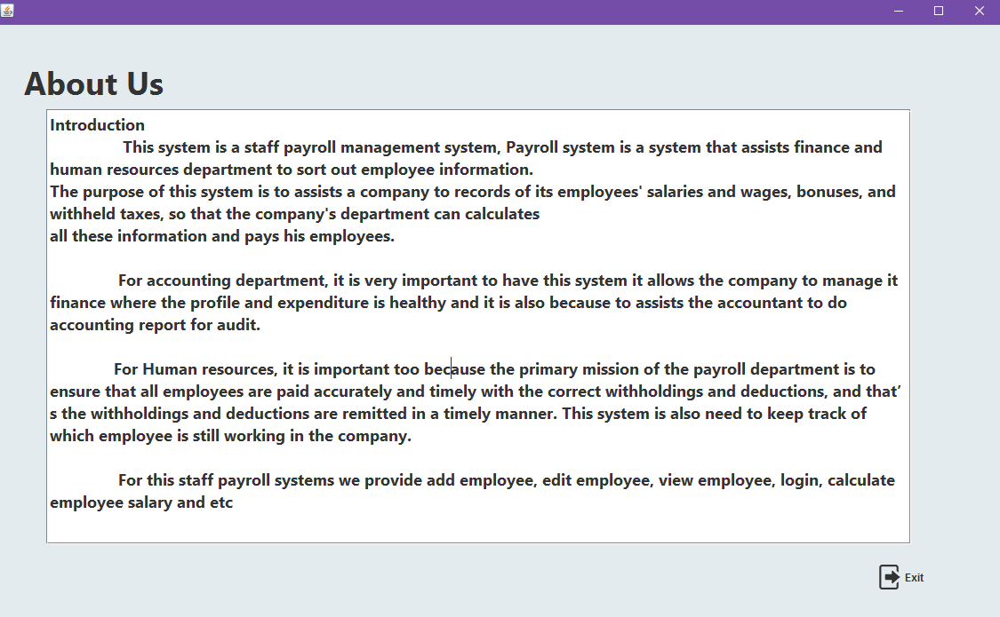 About Us
Introduction
This system is a staff payroll management system, Payroll system is a system that assists finance and
human resources department to sort out employee information.
The purpose of this system is to assists a company to records of its employees' salaries and wages, bonuses, and
withheld taxes, so that the company's department can calculates
all these information and pays his employees.
For accounting department, it is very important to have this system it allows the company to manage it
finance where the profile and expenditure is healthy and it is also because to assists the accountant to do
accounting report for audit.
For Human resources, it is important too because the primary mission of the payroll department is to
ensure that all employees are paid accurately and timely with the correct withholdings and deductions, and that’
s the withholdings and deductions are remitted in a timely manner. This system is also need to keep track of
which employee is still working in the company.
For this staff payroll systems we provide add employee, edit employee, view employee, login, calculate
employee salary and etc
Exit